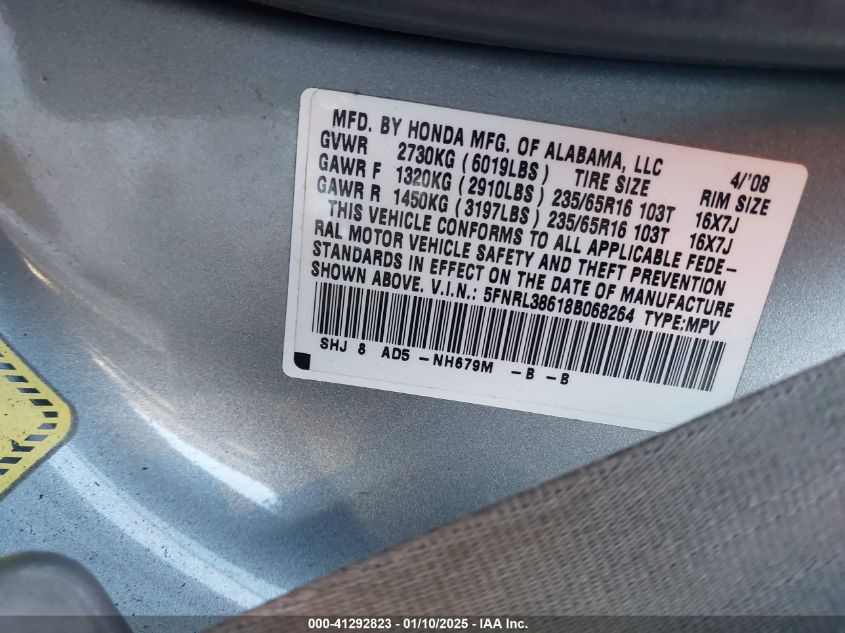 MFD. BY HONDA MFG. OF ALABAMA, LLC 4/'08
GVWR 2730KG (6019LBS) TIRE SIZE RIM SIZE
GAWR F 1320KG (2910LBS) 235/65R16 103T 16X7J
GAWR R 1450KG (3197LBS) 235/65R16 103T 16X7J
THIS VEHICLE CONFORMS TO ALL APPLICABLE FEDE-
RAL MOTOR VEHICLE SAFETY AND THEFT PREVENTION
STANDARDS IN EFFECT ON THE DATE OF MANUFACTURE
SHOWN ABOVE. V.I.N.: 5FNRL38618B068264 TYPE:MPV
SHJ 8 AD5 -NH679M -B -B
000-41292823 — 01/10/2025 — IAA Inc.